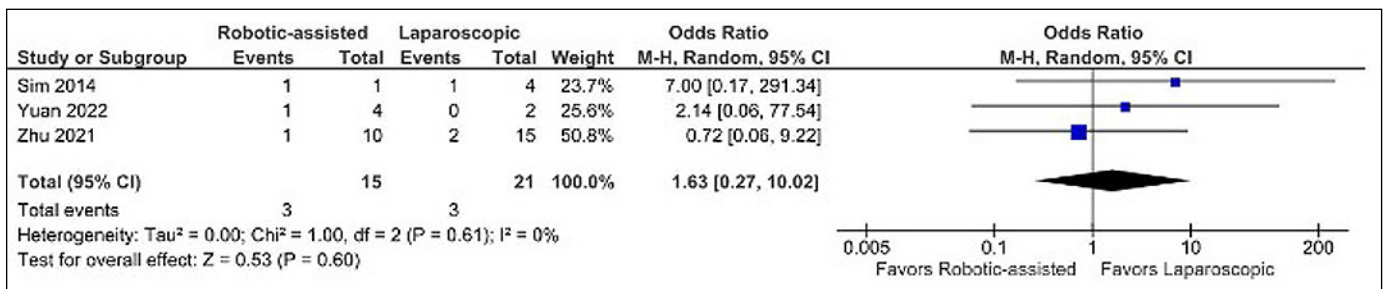 Robotic-assisted Laparoscopic Odds Ratio Odds Ratio
Study or Subgroup Events Total Events Total Weight M-H, Random, 95% CI M-H, Random, 95% CI
Sim 2014 1 1 1 4 23.7% 7.00 [0.17, 291.34]
Yuan 2022 1 4 0 2 25.6% 2.14 [0.06, 77.54]
Zhu 2021 1 10 2 15 50.8% 0.72 [0.06, 9.22]
Total (95% CI) 15 21 100.0% 1.63 [0.27, 10.02]
Total events 3 3
Heterogeneity: Tau² = 0.00; Chi² = 1.00, df = 2 (P = 0.61); I² = 0%
Test for overall effect: Z = 0.53 (P = 0.60)
0.005 0.1 1 10 200
Favors Robotic-assisted Favors Laparoscopic